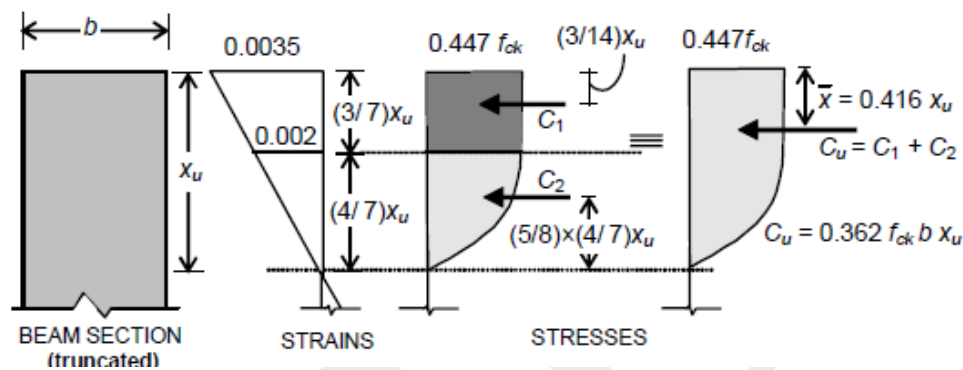 b
0.0035
0.447 fck
(3/14)xu
0.447fck
xu
(3/7)xu
C1
x̄ = 0.416 xu
0.002
Cu = C1 + C2
(4/7)xu
C2
(5/8)×(4/7)xu
Cu = 0.362 fck b xu
BEAM SECTION
(truncated)
STRAINS
STRESSES